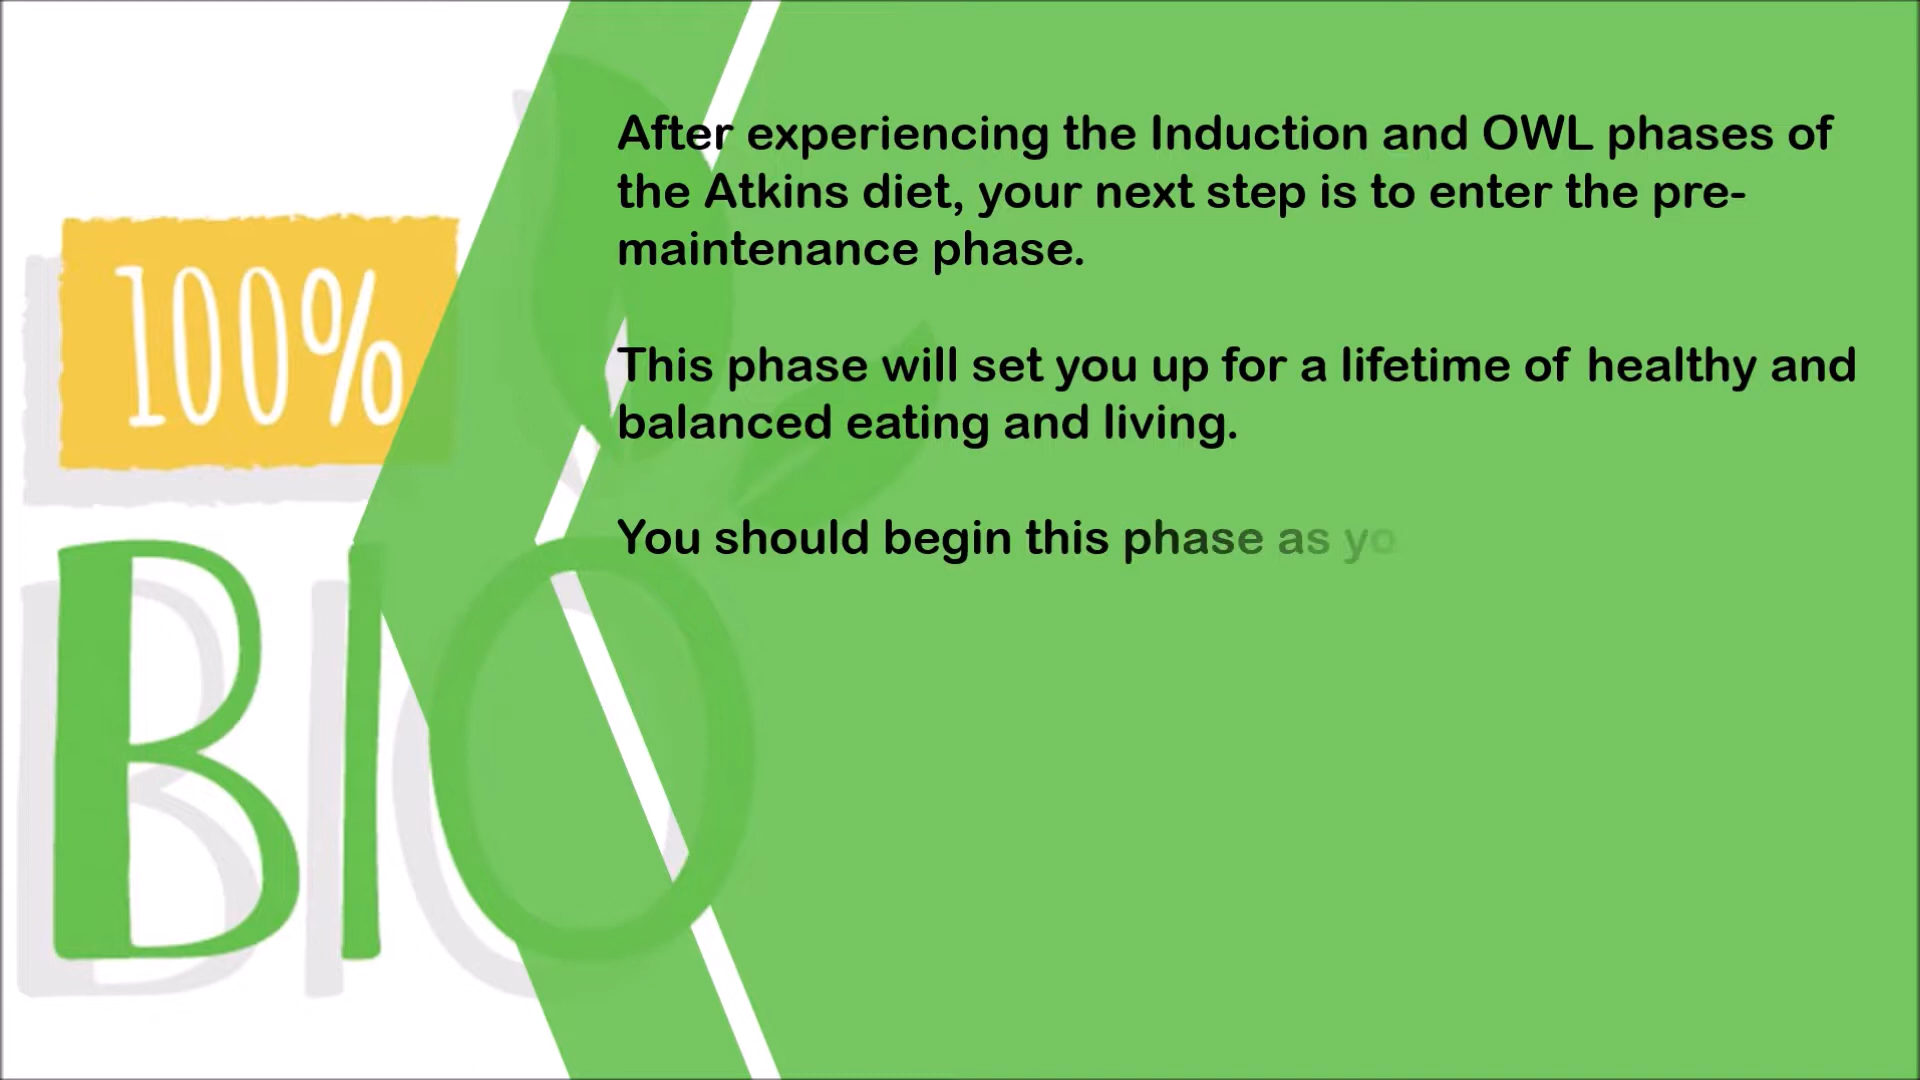 100%
BIO
After experiencing the Induction and OWL phases of
the Atkins diet, your next step is to enter the pre-
maintenance phase.
This phase will set you up for a lifetime of healthy and
balanced eating and living.
You should begin this phase as yo